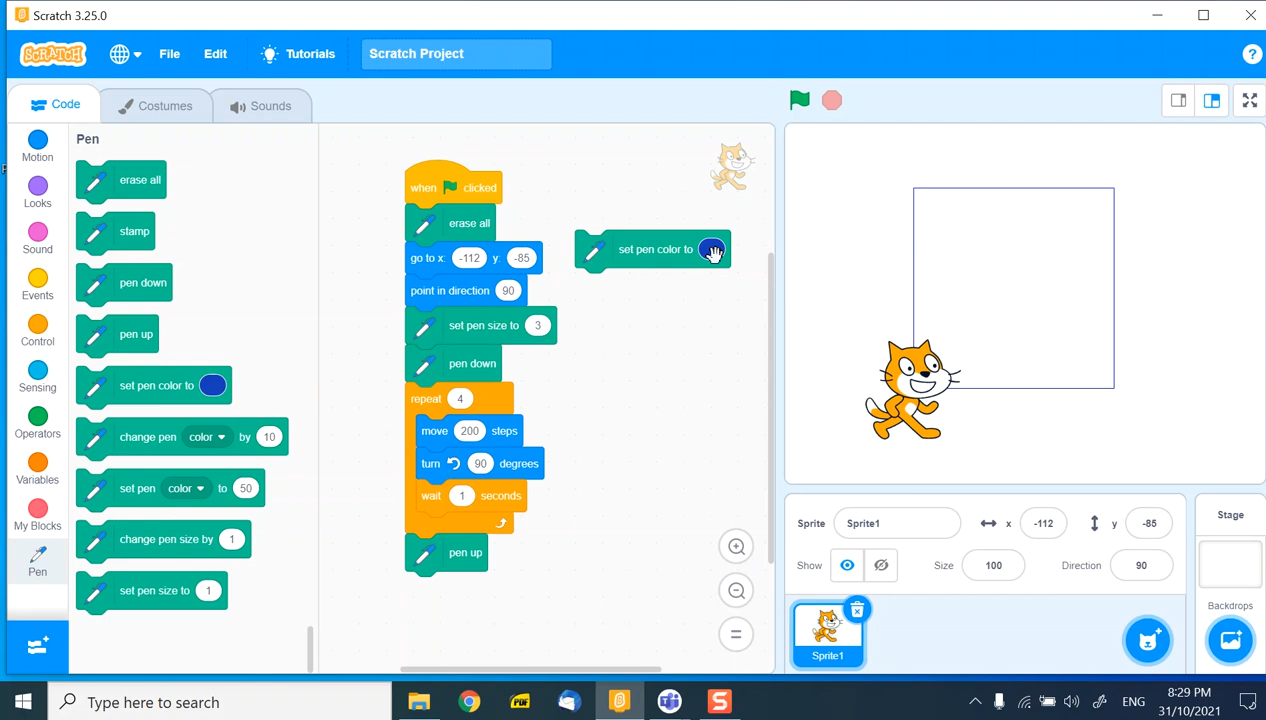 Scratch 3.25.0
SCRATCH
File
Edit
Tutorials
Scratch Project
?
Code
Costumes
Sounds
Motion
Looks
Sound
Events
Control
Sensing
Operators
Variables
My Blocks
Pen
Pen
erase all
stamp
pen down
pen up
set pen color to
change pen color by 10
set pen color to 50
change pen size by 1
set pen size to 1
when clicked
erase all
go to x: -112 y: -85
point in direction 90
set pen size to 3
pen down
repeat 4
move 200 steps
turn 90 degrees
wait 1 seconds
pen up
set pen color to
Sprite Sprite1 x -112 y -85
Show Size 100 Direction 90
Sprite1
Stage
Backdrops
Type here to search
PDF
ENG
8:29 PM
31/10/2021